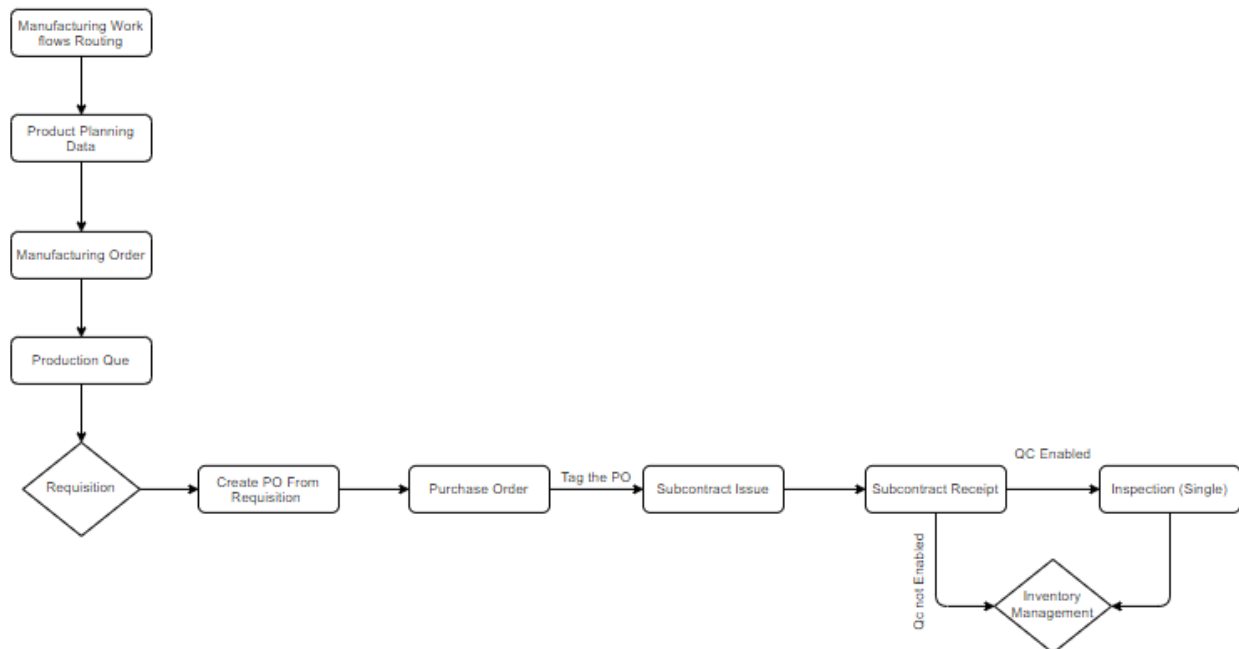 Manufacturing Work
flows Routing
Product Planning
Data
Manufacturing Order
Production Que
Requisition
Create PO From
Requisition
Purchase Order
Tag the PO
Subcontract Issue
Subcontract Receipt
QC Enabled
Inspection (Single)
Qc not Enabled
Inventory
Management